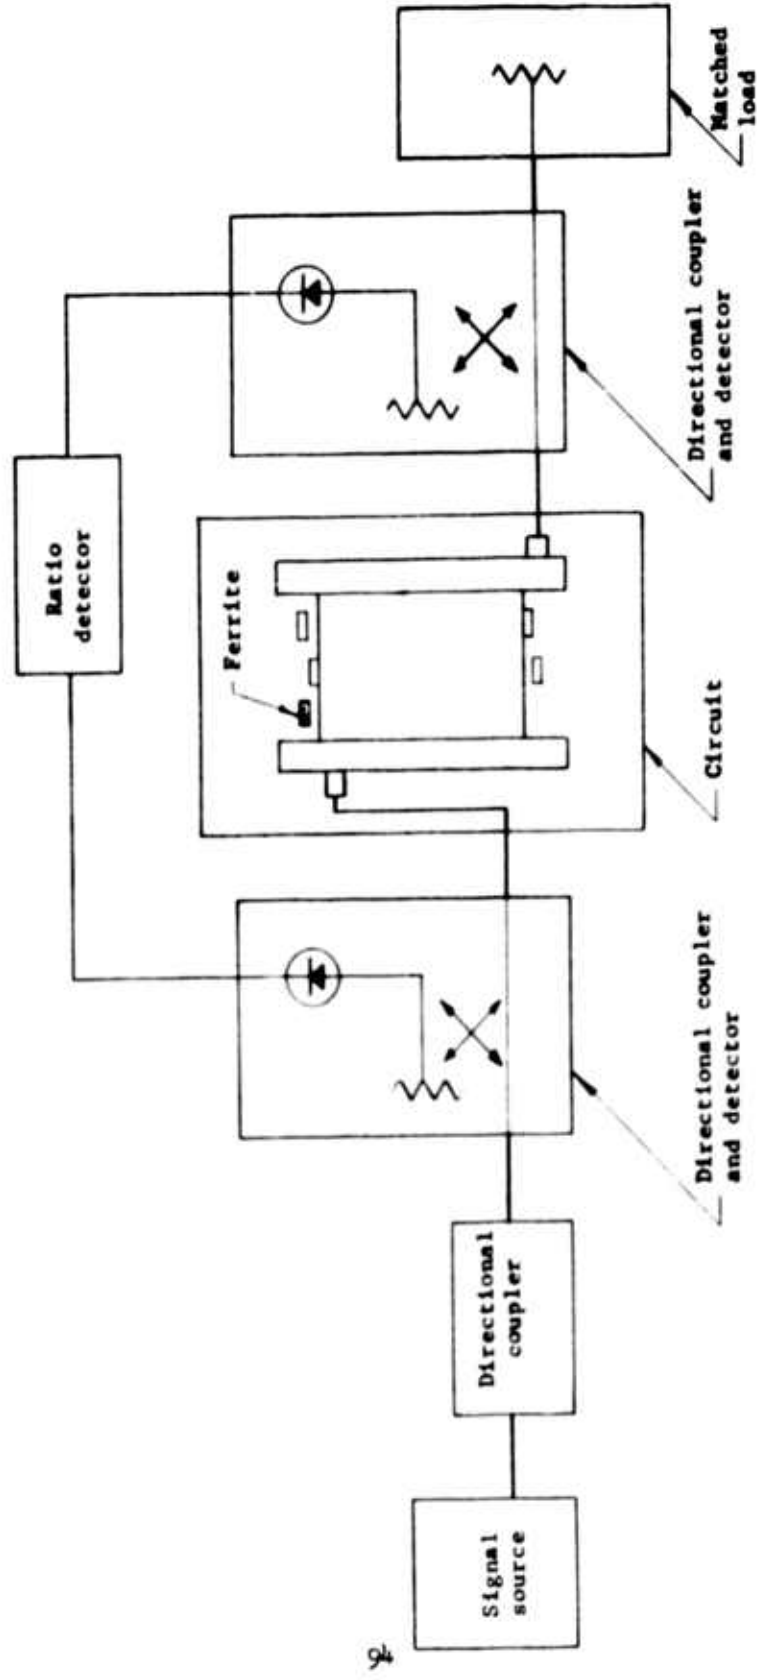 Signal
source
Directional
coupler
Directional coupler
and detector
Circuit
Ferrite
Ratio
detector
Directional coupler
and detector
Matched
load
94